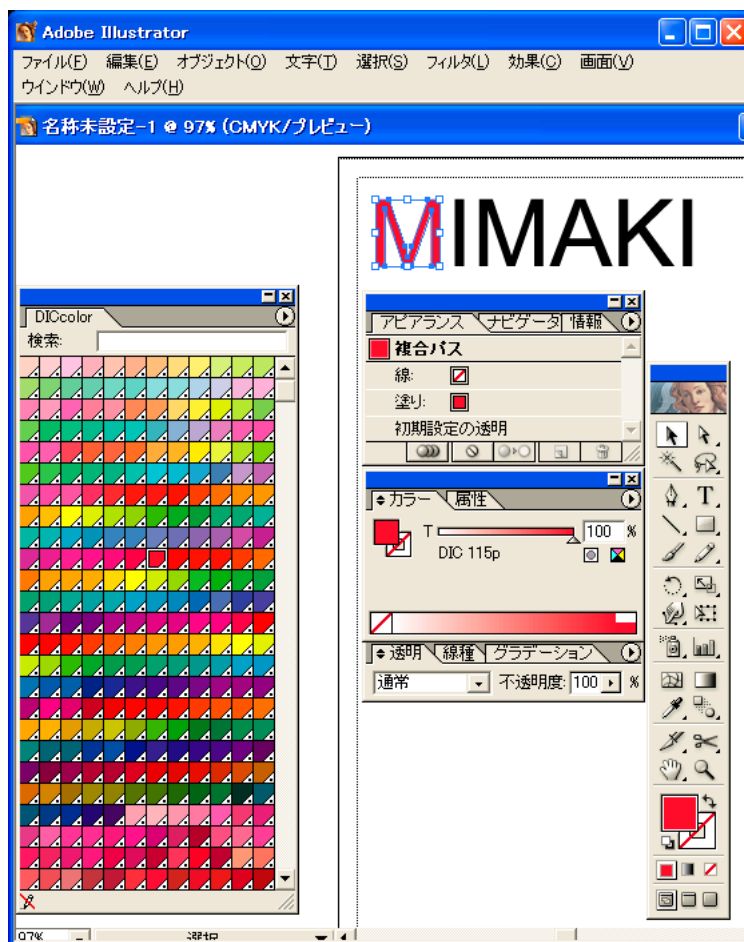 Adobe Illustrator
ファイル(F) 編集(E) オブジェクト(O) 文字(T) 選択(S) フィルタ(L) 効果(C) 画面(V)
ウインドウ(W) ヘルプ(H)
名称未設定-1 @ 97% (CMYK/プレビュー)
MIMAKI
DICcolor
検索:
アピアランス ナビゲータ 情報
複合パス
線:
塗り:
初期設定の透明
カラー 属性
T 100 %
DIC 115p
透明 線種 グラデーション
通常 不透明度: 100 %
T
97% 選択